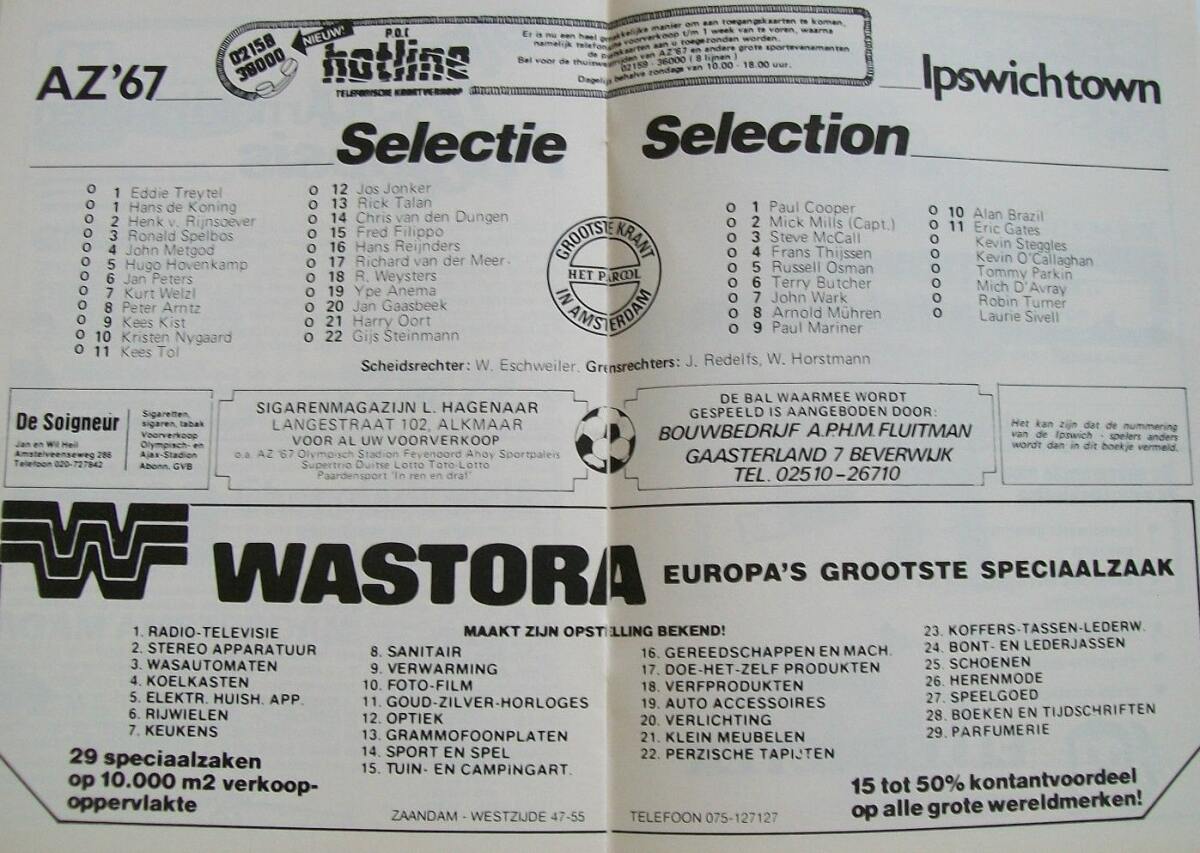 AZ'67
02158
36000
NIEUW!
P.O.C.
hotline
TELEFONISCHE KAARTVERKOOP
Er is nu een heel gemakkelijke manier om aan toegangskaarten te komen,
namelijk telefonische voorverkoop t/m 1 week van te voren, waarna
de kaarten aan u toegezonden worden.
Bel voor de thuiswedstrijden van AZ'67 en andere grote sportevenementen
02159-36000 (8 lijnen)
Dagelijks behalve zondags van 10.00-18.00 uur.
Ipswichtown
Selectie
Selection
O 1 Eddie Treytel
O 1 Hans de Koning
O 2 Henk v. Rijnsoever
O 3 Ronald Spelbos
O 4 John Metgod
O 5 Hugo Hovenkamp
O 6 Jan Peters
O 7 Kurt Welzl
O 8 Peter Arntz
O 9 Kees Kist
O 10 Kristen Nygaard
O 11 Kees Tol
O 12 Jos Jonker
O 13 Rick Talan
O 14 Chris van den Dungen
O 15 Fred Filippo
O 16 Hans Reijnders
O 17 Richard van der Meer
O 18 R. Weysters
O 19 Ype Anema
O 20 Jan Gaasbeek
O 21 Harry Oort
O 22 Gijs Steinmann
GROOTSTE KRANT
HET PAROOL
IN AMSTERDAM
O 1 Paul Cooper
O 2 Mick Mills (Capt.)
O 3 Steve McCall
O 4 Frans Thijssen
O 5 Russell Osman
O 6 Terry Butcher
O 7 John Wark
O 8 Arnold Mühren
O 9 Paul Mariner
O 10 Alan Brazil
O 11 Eric Gates
O Kevin Steggles
O Kevin O'Callaghan
O Tommy Parkin
O Mich D'Avray
O Robin Turner
O Laurie Sivell
Scheidsrechter: W. Eschweiler. Grensrechters: J. Redelfs, W. Horstmann
De Soigneur
Jan en Wil Heil
Amstelveenseweg 286
Telefoon 020-727842
Sigaretten,
sigaren, tabak
Voorverkoop
Olympisch- en
Ajax-Stadion
Abonn. GVB
SIGARENMAGAZIJN L. HAGENAAR
LANGESTRAAT 102, ALKMAAR
VOOR AL UW VOORVERKOOP
o.a. AZ '67 Olympisch Stadion Feyenoord Ahoy Sportpaleis
Supertrio Duitse Lotto Toto-Lotto
Paardensport 'In ren en draf'
DE BAL WAARMEE WORDT
GESPEELD IS AANGEBODEN DOOR:
BOUWBEDRIJF A.P.H.M. FLUITMAN
GAASTERLAND 7 BEVERWIJK
TEL. 02510-26710
Het kan zijn dat de nummering
van de Ipswich - spelers anders
wordt dan in dit boekje vermeld.
W WASTORA EUROPA'S GROOTSTE SPECIAALZAAK
MAAKT ZIJN OPSTELLING BEKEND!
1. RADIO-TELEVISIE
2. STEREO APPARATUUR
3. WASAUTOMATEN
4. KOELKASTEN
5. ELEKTR. HUISH. APP.
6. RIJWIELEN
7. KEUKENS
8. SANITAIR
9. VERWARMING
10. FOTO-FILM
11. GOUD-ZILVER-HORLOGES
12. OPTIEK
13. GRAMMOFOONPLATEN
14. SPORT EN SPEL
15. TUIN- EN CAMPINGART.
16. GEREEDSCHAPPEN EN MACH.
17. DOE-HET-ZELF PRODUKTEN
18. VERFPRODUKTEN
19. AUTO ACCESSOIRES
20. VERLICHTING
21. KLEIN MEUBELEN
22. PERZISCHE TAPIJTEN
23. KOFFERS-TASSEN-LEDERW.
24. BONT- EN LEDERJASSEN
25. SCHOENEN
26. HERENMODE
27. SPEELGOED
28. BOEKEN EN TIJDSCHRIFTEN
29. PARFUMERIE
29 speciaalzaken
op 10.000 m2 verkoop-
oppervlakte
15 tot 50% kontantvoordeel
op alle grote wereldmerken!
ZAANDAM - WESTZIJDE 47-55 TELEFOON 075-127127